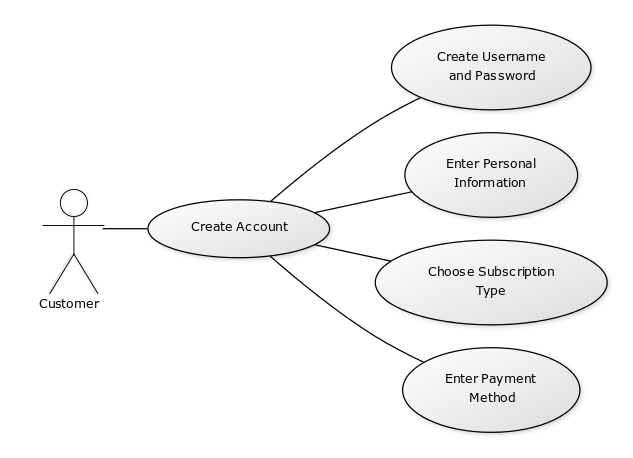 Create Username
and Password
Enter Personal
Information
Create Account
Choose Subscription
Type
Customer
Enter Payment
Method